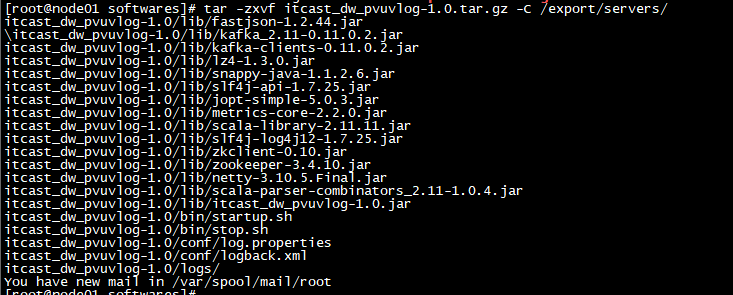 [root@node01 softwares]# tar -zxvf itcast_dw_pvuvlog-1.0.tar.gz -C /export/servers/
itcast_dw_pvuvlog-1.0/lib/fastjson-1.2.44.jar
\itcast_dw_pvuvlog-1.0/lib/kafka_2.11-0.11.0.2.jar
itcast_dw_pvuvlog-1.0/lib/kafka-clients-0.11.0.2.jar
itcast_dw_pvuvlog-1.0/lib/lz4-1.3.0.jar
itcast_dw_pvuvlog-1.0/lib/snappy-java-1.1.2.6.jar
itcast_dw_pvuvlog-1.0/lib/slf4j-api-1.7.25.jar
itcast_dw_pvuvlog-1.0/lib/jopt-simple-5.0.3.jar
itcast_dw_pvuvlog-1.0/lib/metrics-core-2.2.0.jar
itcast_dw_pvuvlog-1.0/lib/scala-library-2.11.11.jar
itcast_dw_pvuvlog-1.0/lib/slf4j-log4j12-1.7.25.jar
itcast_dw_pvuvlog-1.0/lib/zkclient-0.10.jar
itcast_dw_pvuvlog-1.0/lib/zookeeper-3.4.10.jar
itcast_dw_pvuvlog-1.0/lib/netty-3.10.5.Final.jar
itcast_dw_pvuvlog-1.0/lib/scala-parser-combinators_2.11-1.0.4.jar
itcast_dw_pvuvlog-1.0/lib/itcast_dw_pvuvlog-1.0.jar
itcast_dw_pvuvlog-1.0/bin/startup.sh
itcast_dw_pvuvlog-1.0/bin/stop.sh
itcast_dw_pvuvlog-1.0/conf/log.properties
itcast_dw_pvuvlog-1.0/conf/logback.xml
itcast_dw_pvuvlog-1.0/logs/
You have new mail in /var/spool/mail/root
[root@node01 softwares]#